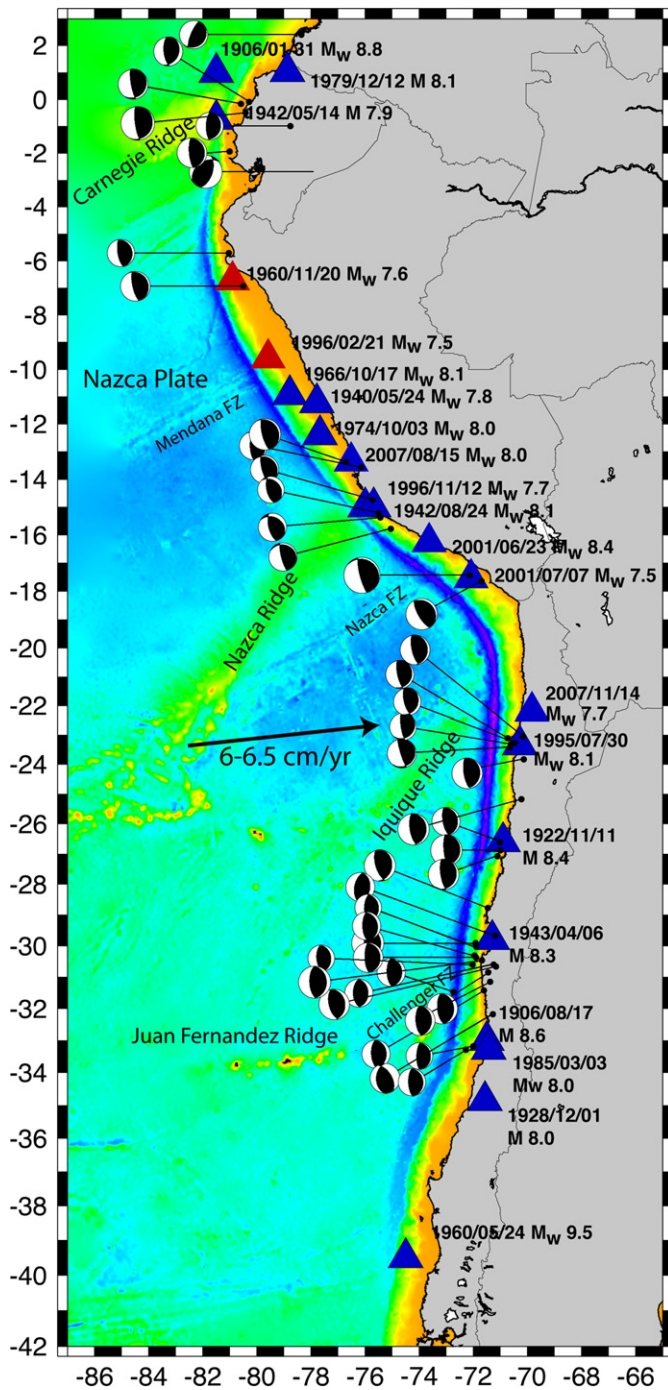 2
0
-2
-4
-6
-8
-10
-12
-14
-16
-18
-20
-22
-24
-26
-28
-30
-32
-34
-36
-38
-40
-42
1906/01/31 Mw 8.8
1979/12/12 M 8.1
1942/05/14 M 7.9
Carnegie Ridge
1960/11/20 Mw 7.6
1996/02/21 Mw 7.5
Nazca Plate
1966/10/17 Mw 8.1
1940/05/24 Mw 7.8
Mendana FZ
1974/10/03 Mw 8.0
2007/08/15 Mw 8.0
1996/11/12 Mw 7.7
1942/08/24 Mw 8.1
2001/06/23 Mw 8.4
2001/07/07 Mw 7.5
Nazca Ridge
Nazca FZ
2007/11/14
Mw 7.7
1995/07/30
Mw 8.1
6-6.5 cm/yr
Iquique Ridge
1922/11/11
M 8.4
1943/04/06
M 8.3
Challenger FZ
1906/08/17
M 8.6
Juan Fernandez Ridge
1985/03/03
Mw 8.0
1928/12/01
M 8.0
1960/05/24 Mw 9.5
-86 -84 -82 -80 -78 -76 -74 -72 -70 -68 -66